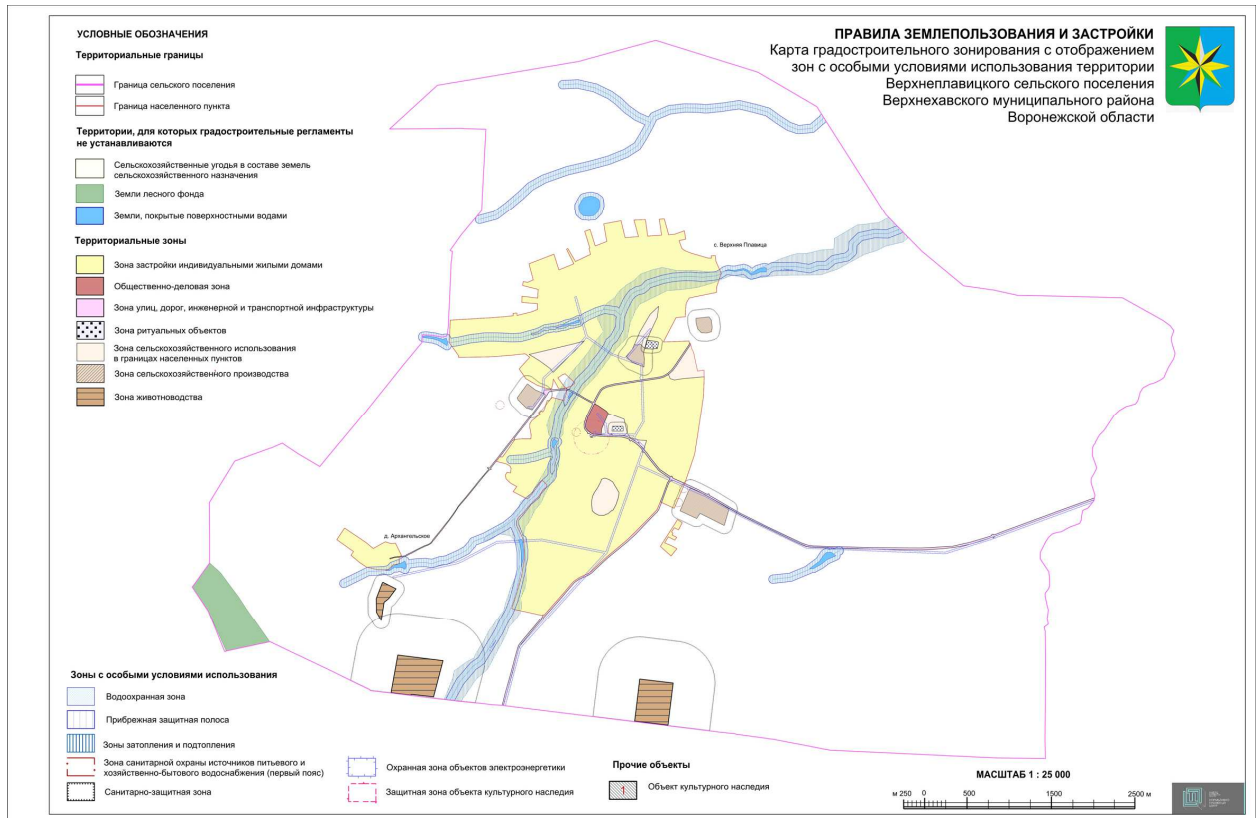 ПРАВИЛА ЗЕМЛЕПОЛЬЗОВАНИЯ И ЗАСТРОЙКИ
Карта градостроительного зонирования с отображением
зон с особыми условиями использования территории
Верхнеплавицкого сельского поселения
Верхнехавского муниципального района
Воронежской области
УСЛОВНЫЕ ОБОЗНАЧЕНИЯ
Территориальные границы
Граница сельского поселения
Граница населенного пункта
Территории, для которых градостроительные регламенты
не устанавливаются
Сельскохозяйственные угодья в составе земель
сельскохозяйственного назначения
Земли лесного фонда
Земли, покрытые поверхностными водами
Территориальные зоны
Зона застройки индивидуальными жилыми домами
Общественно-деловая зона
Зона улиц, дорог, инженерной и транспортной инфраструктуры
Зона ритуальных объектов
Зона сельскохозяйственного использования
в границах населенных пунктов
Зона сельскохозяйственного производства
Зона животноводства
с. Верхняя Плавица
д. Архангельское
Зоны с особыми условиями использования
Водоохранная зона
Прибрежная защитная полоса
Зоны затопления и подтопления
Зона санитарной охраны источников питьевого и
хозяйственно-бытового водоснабжения (первый пояс)
Санитарно-защитная зона
Охранная зона объектов электроэнергетики
Защитная зона объекта культурного наследия
Прочие объекты
1 Объект культурного наследия
МАСШТАБ 1 : 25 000
м 250 0 500 1500 2500 м